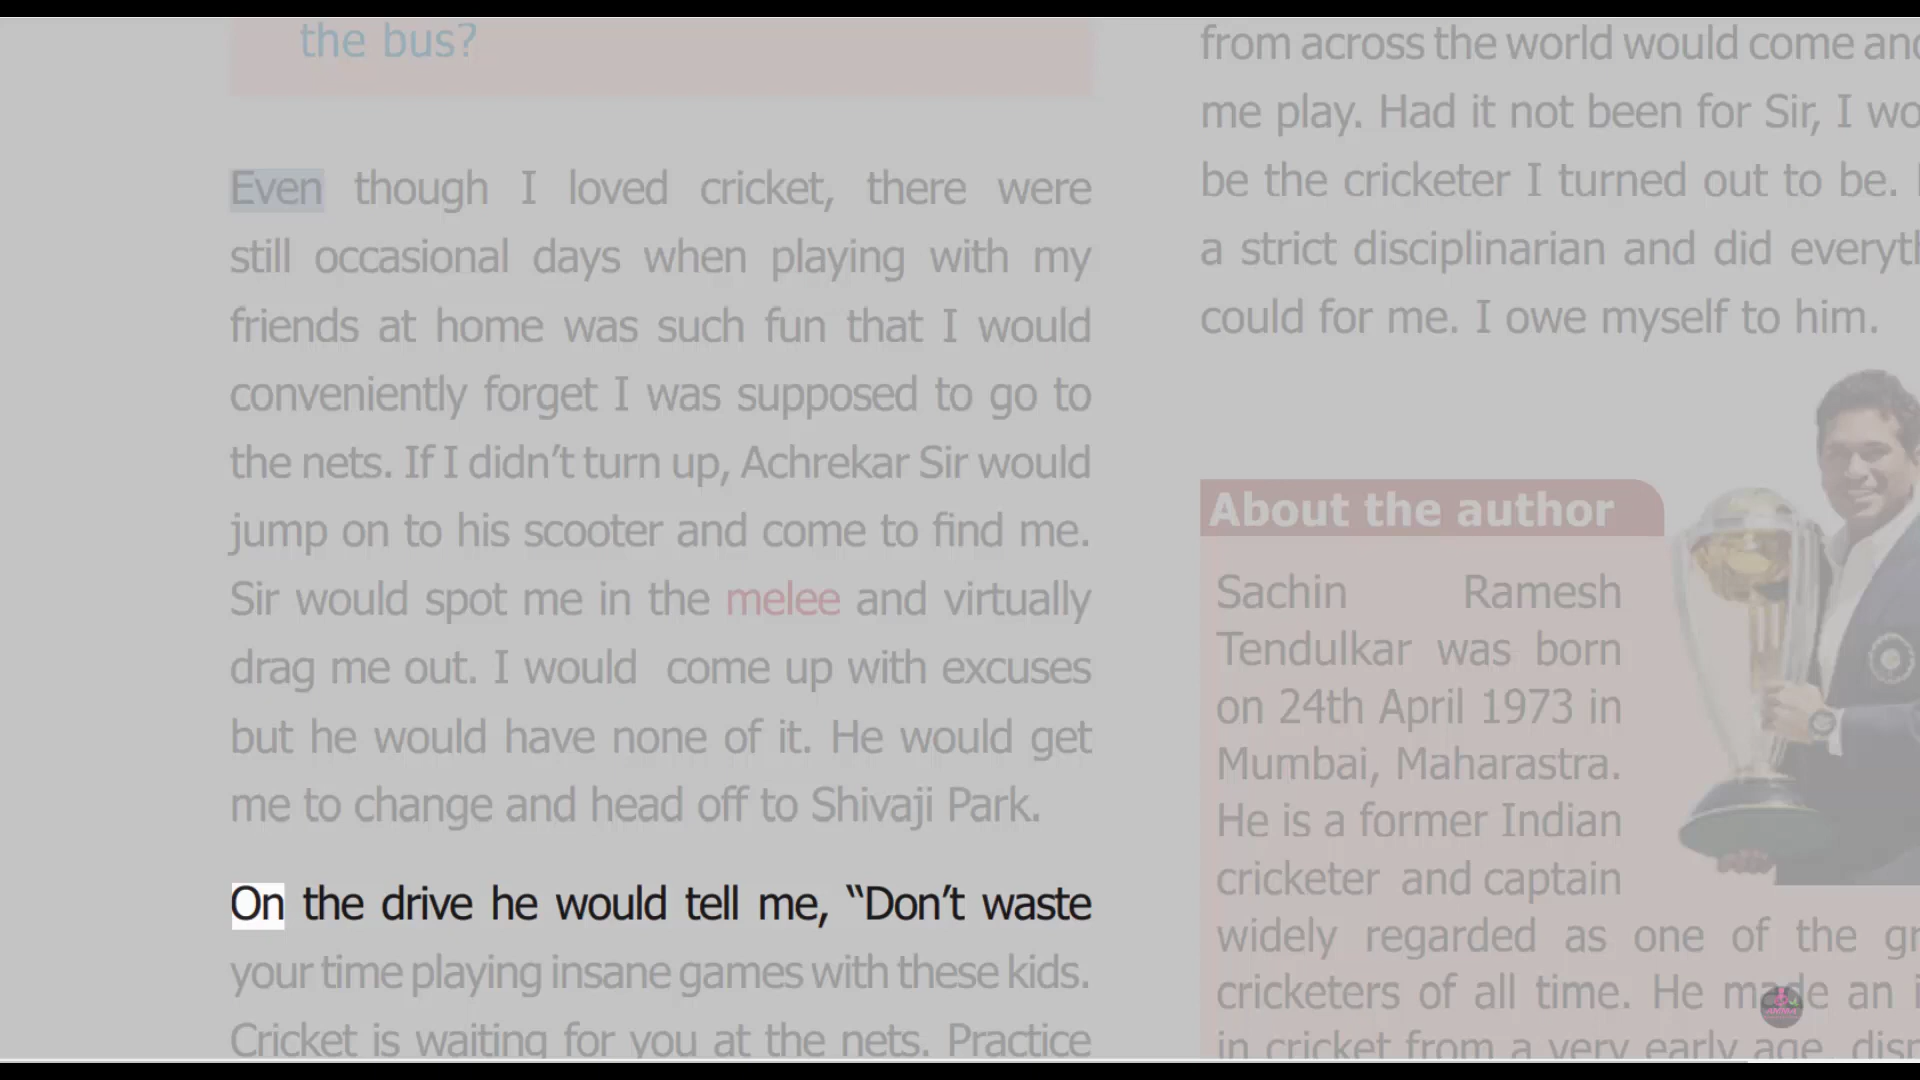 the bus?
Even though I loved cricket, there were
still occasional days when playing with my
friends at home was such fun that I would
conveniently forget I was supposed to go to
the nets. If I didn’t turn up, Achrekar Sir would
jump on to his scooter and come to find me.
Sir would spot me in the melee and virtually
drag me out. I would come up with excuses
but he would have none of it. He would get
me to change and head off to Shivaji Park.
On the drive he would tell me, “Don’t waste
your time playing insane games with these kids.
Cricket is waiting for you at the nets. Practice
from across the world would come and
me play. Had it not been for Sir, I
be the cricketer I turned out to be.
a strict disciplinarian and did
could for me. I owe myself to him.
About the author
Sachin Ramesh
Tendulkar was born
on 24th April 1973 in
Mumbai, Maharastra.
He is a former Indian
cricketer and captain
widely regarded as one of the
cricketers of all time. He made an
in cricket from a very early age,